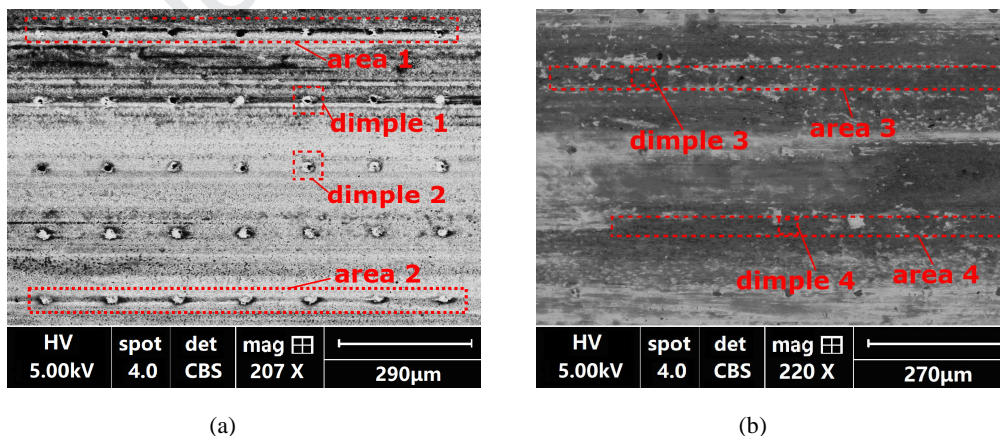 area 1
dimple 1
dimple 2
area 2
HV spot det mag
5.00kV 4.0 CBS 207 X 290μm
(a)
dimple 3 area 3
dimple 4 area 4
HV spot det mag
5.00kV 4.0 CBS 220 X 270μm
(b)